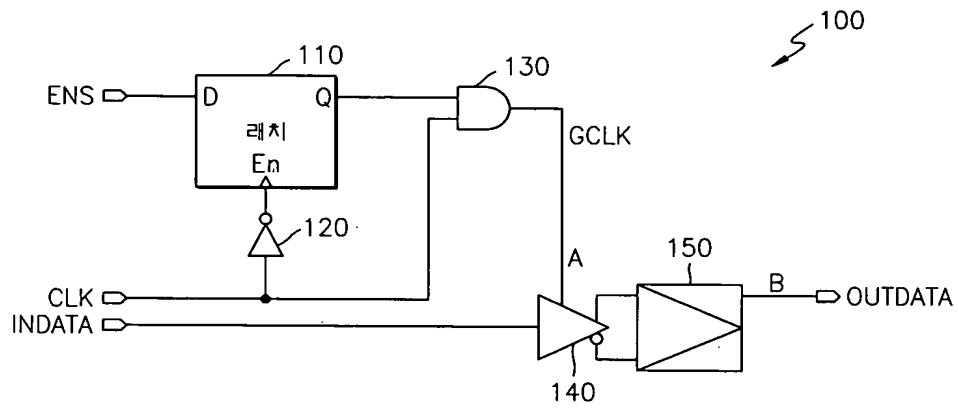 100
110
130
ENS
D
Q
래치
En
GCLK
120
A
150
B
CLK
OUTDATA
INDATA
140